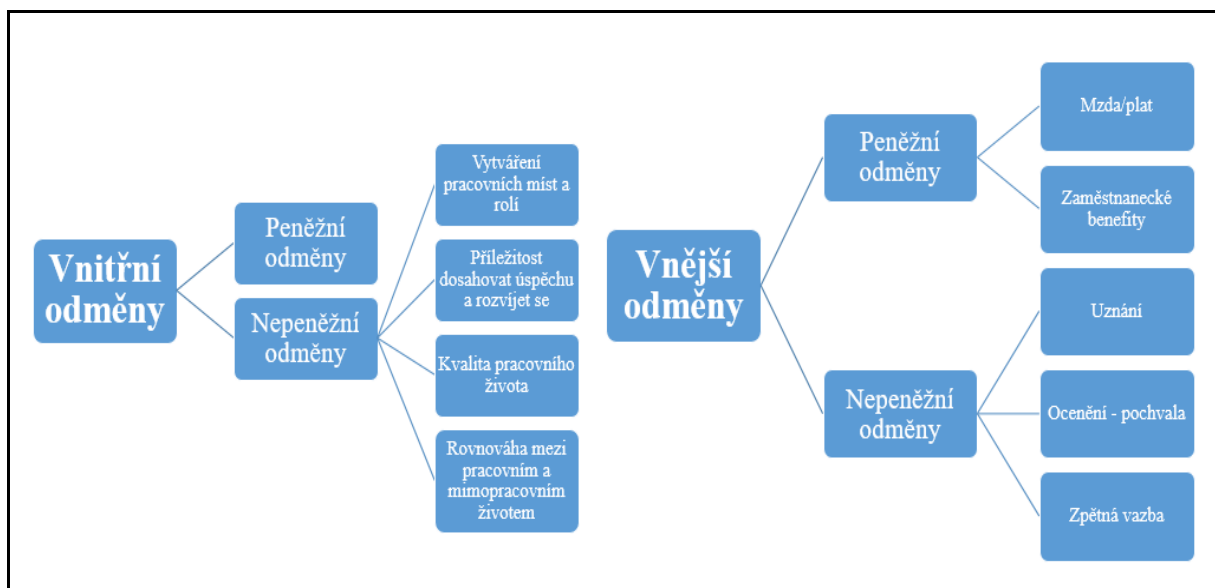 Vnitřní
odměny
Peněžní
odměny
Nepeněžní
odměny
Vytváření
pracovních míst a
rolí
Příležitost
dosahovat úspěchu
a rozvíjet se
Kvalita pracovního
života
Rovnováha mezi
pracovním a
mimopracovním
životem
Vnější
odměny
Peněžní
odměny
Mzda/plat
Zaměstnanecké
benefity
Nepeněžní
odměny
Uznání
Ocenění - pochvala
Zpětná vazba